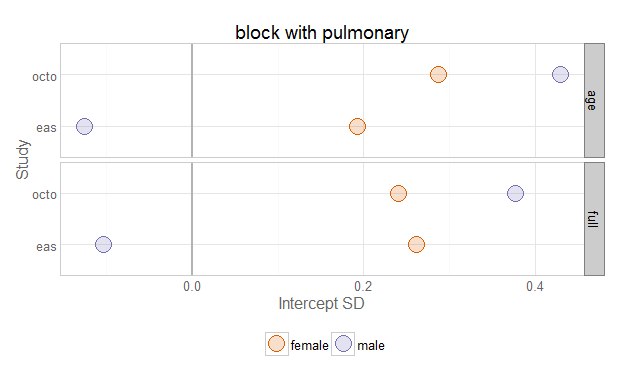 block with pulmonary
Study
octo
eas
age
octo
eas
full
0.0 0.2 0.4
Intercept SD
female male